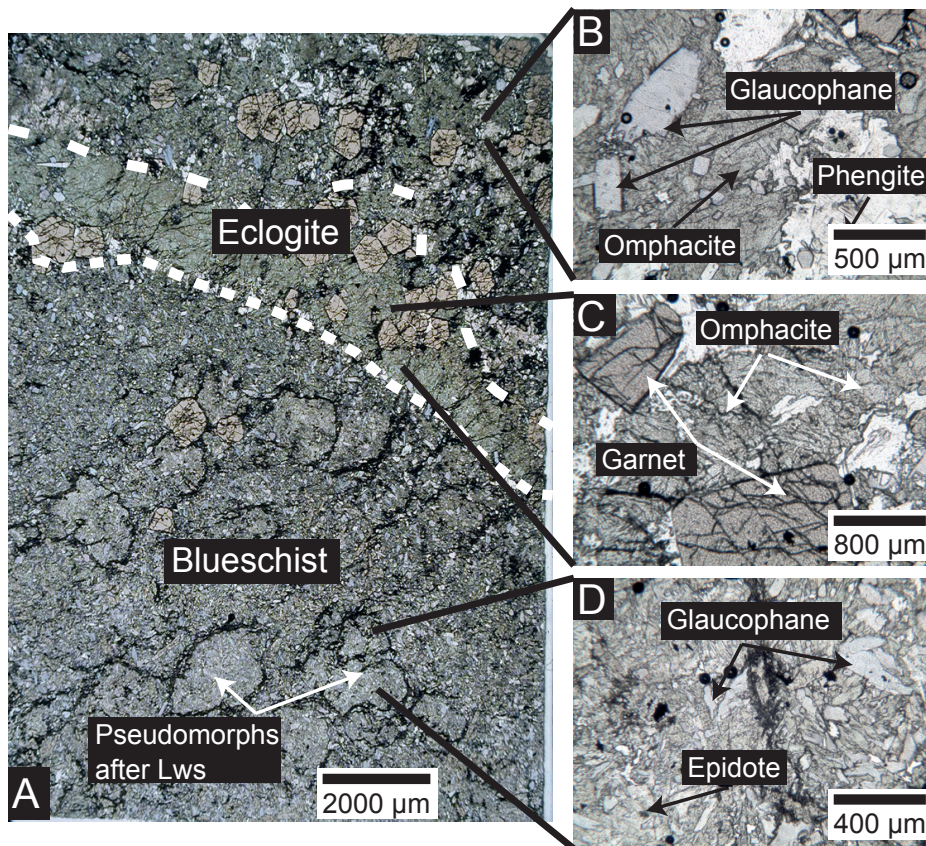 A
Eclogite
Blueschist
Pseudomorphs
after Lws
2000 µm
B
Glaucophane
Phengite
Omphacite
500 µm
C
Omphacite
Garnet
800 µm
D
Glaucophane
Epidote
400 µm